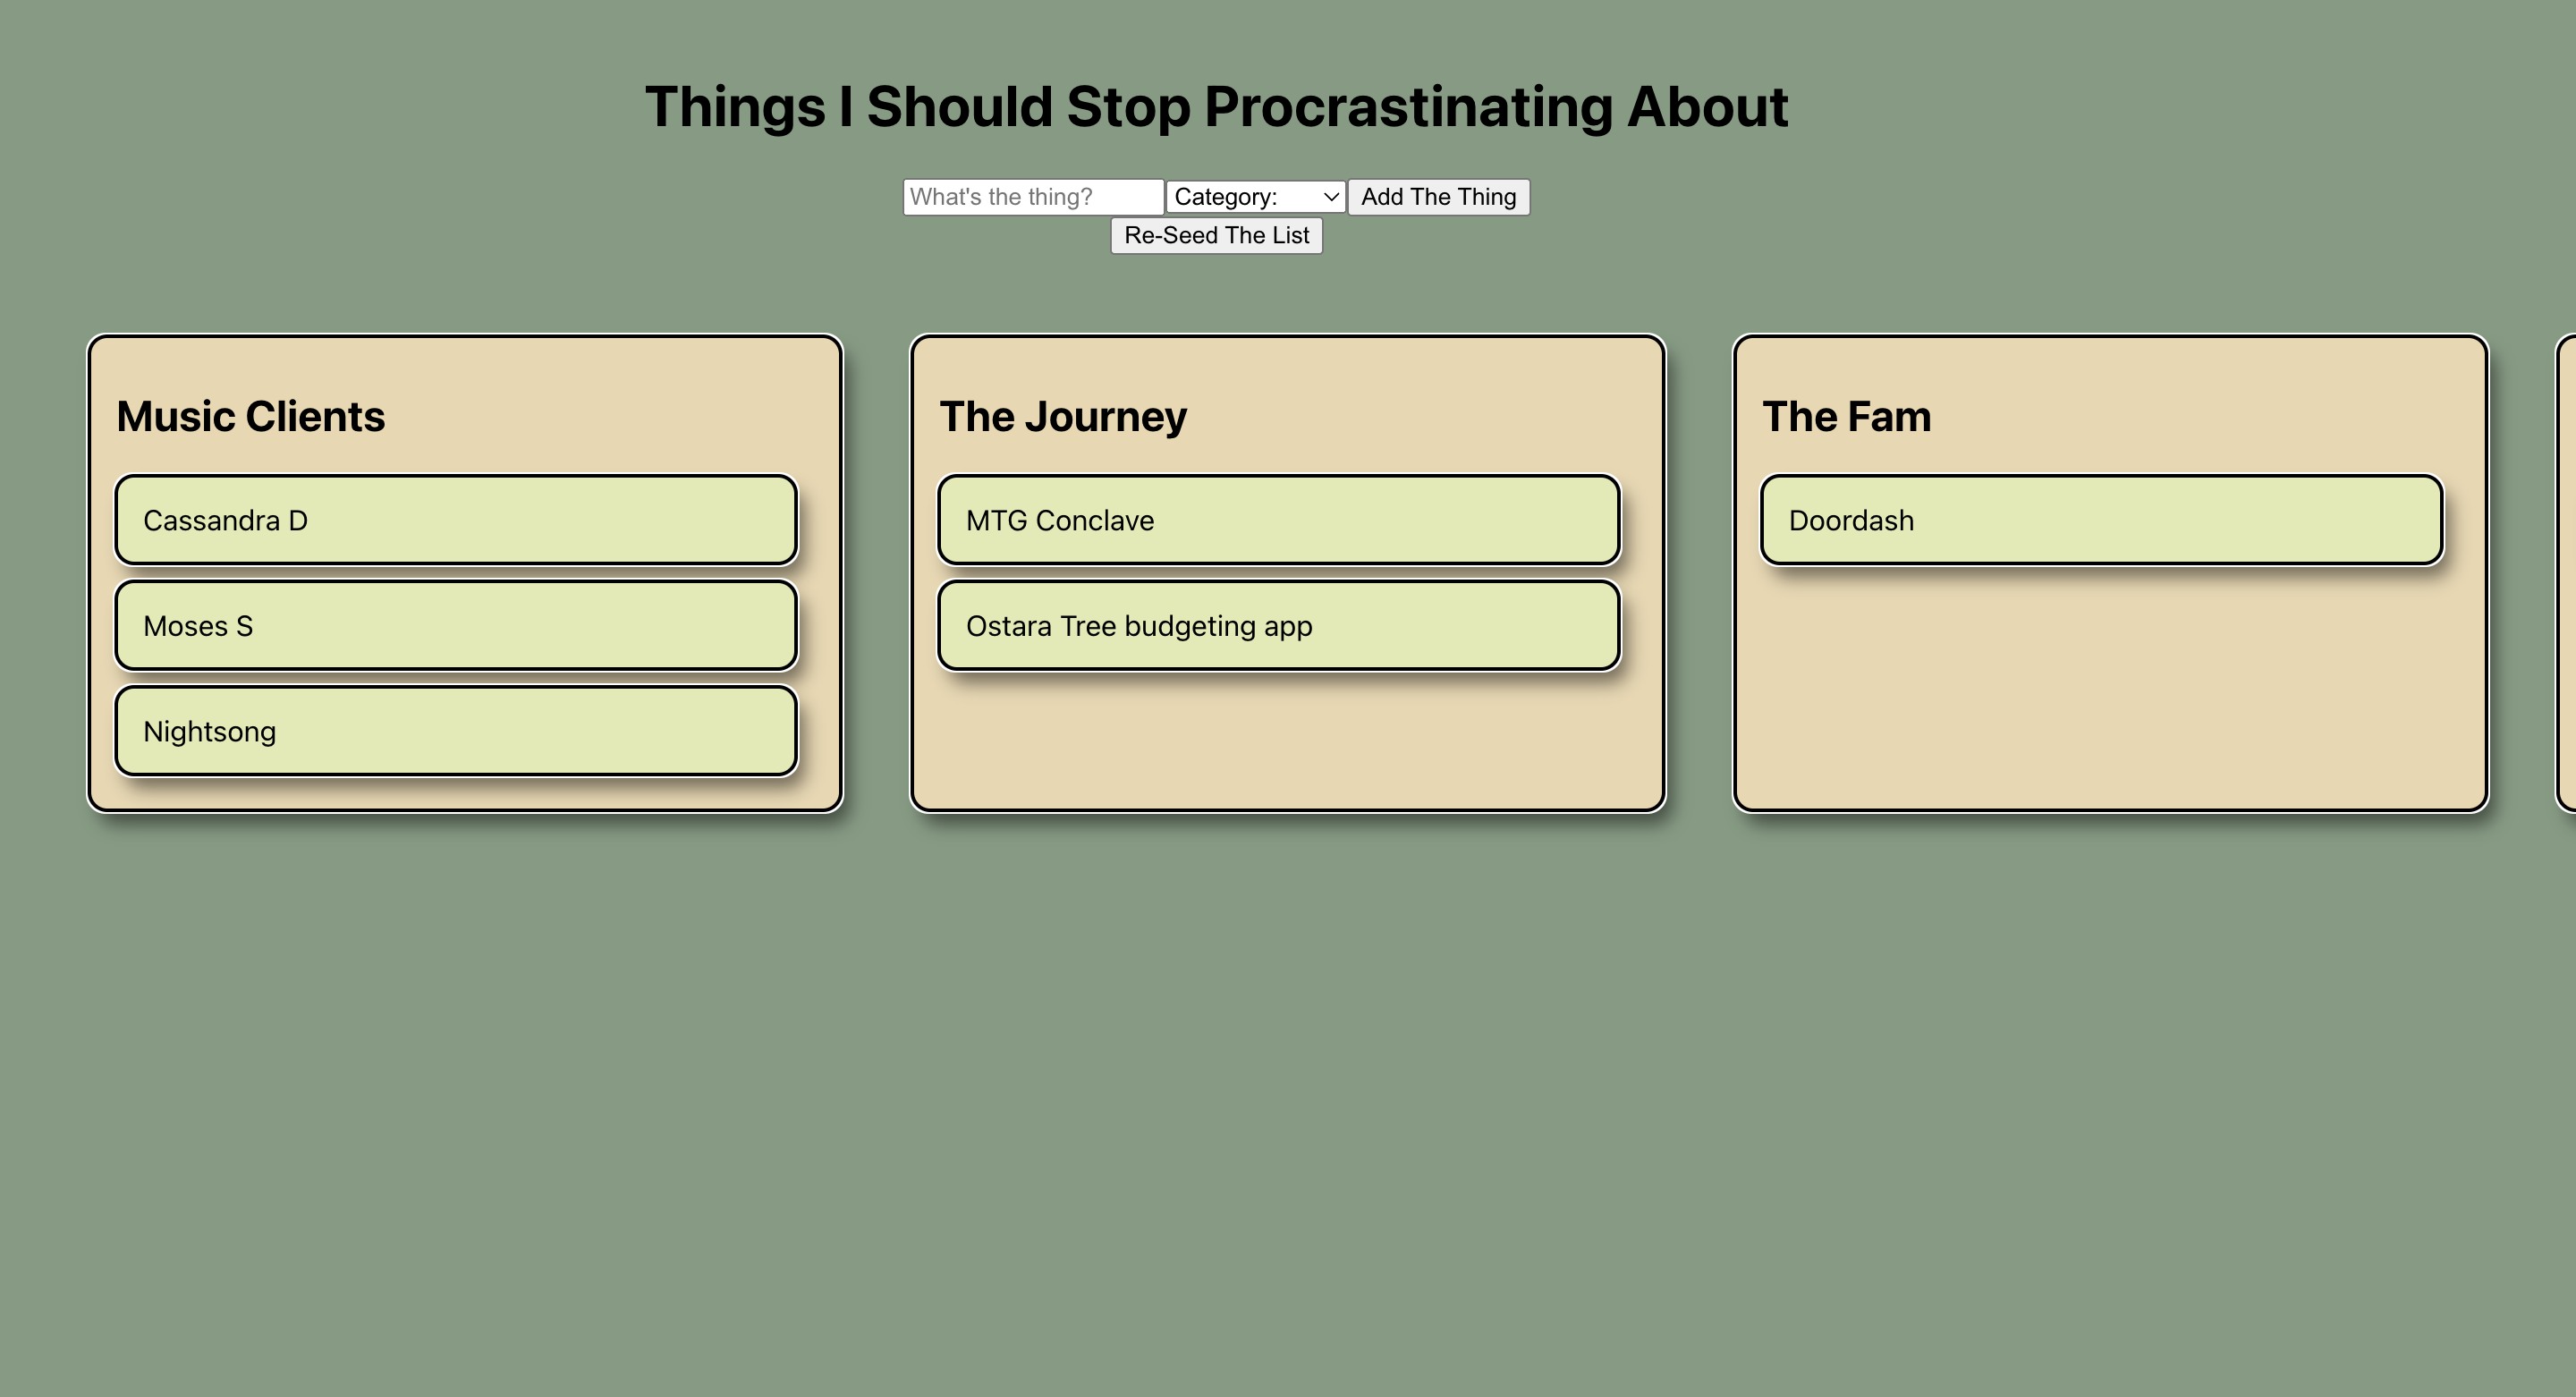 Things I Should Stop Procrastinating About
What's the thing? Category: Add The Thing
Re-Seed The List
Music Clients
Cassandra D
Moses S
Nightsong
The Journey
MTG Conclave
Ostara Tree budgeting app
The Fam
Doordash